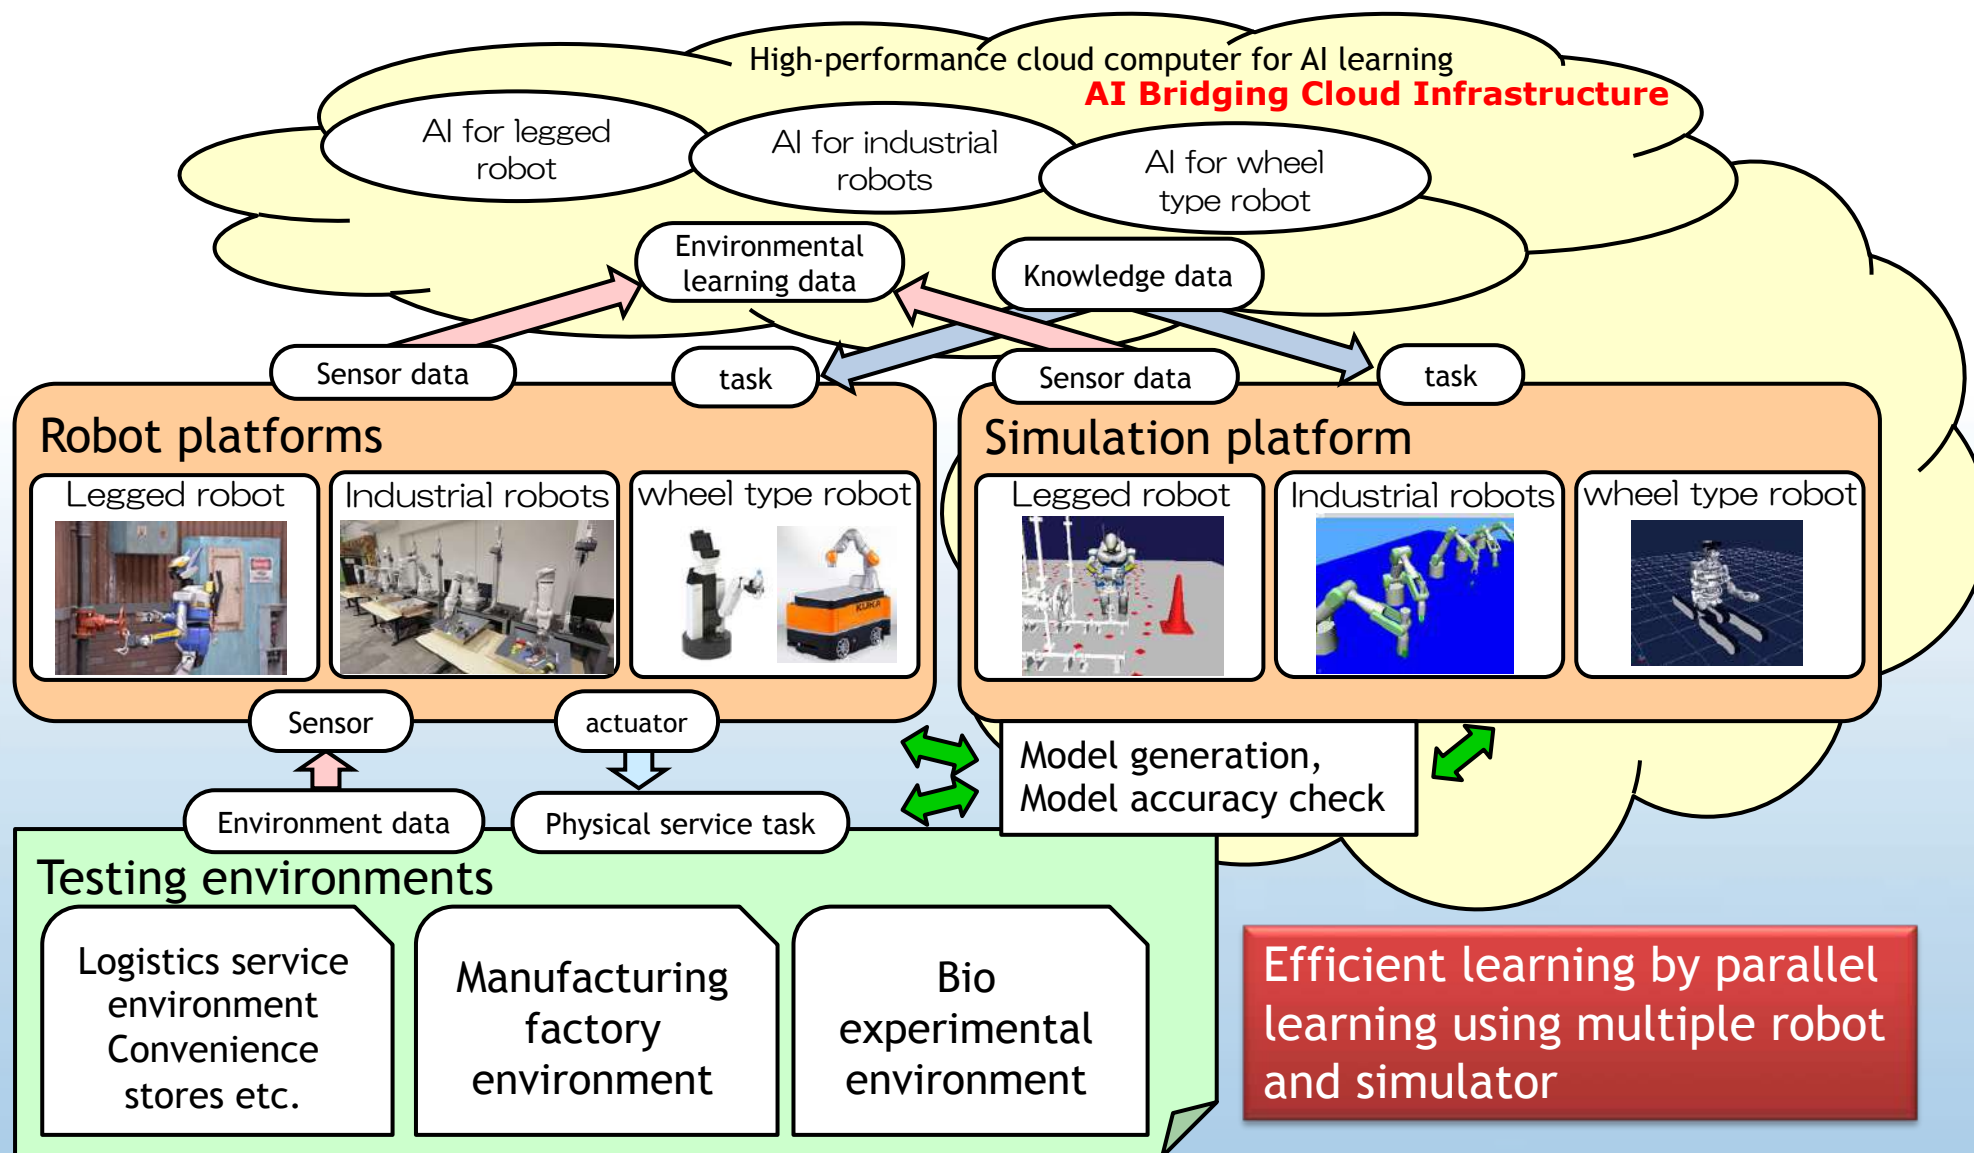 High-performance cloud computer for AI learning
AI Bridging Cloud Infrastructure
AI for legged
robot
AI for industrial
robots
AI for wheel
type robot
Environmental
learning data
Knowledge data
Sensor data
task
Sensor data
task
Robot platforms
Legged robot
Industrial robots
wheel type robot
KUKA
Simulation platform
Legged robot
Industrial robots
wheel type robot
Sensor
actuator
Model generation,
Model accuracy check
Environment data
Physical service task
Testing environments
Logistics service
environment
Convenience
stores etc.
Manufacturing
factory
environment
Bio
experimental
environment
Efficient learning by parallel
learning using multiple robot
and simulator